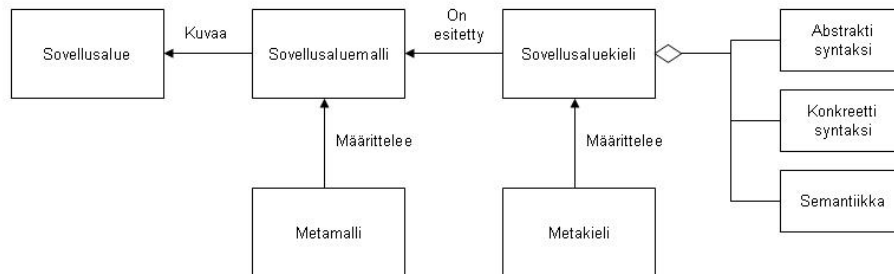 Sovellusalue
Kuvaa
Sovellusaluemalli
On
esitetty
Sovellusaluekieli
Abstrakti
syntaksi
Konkreetti
syntaksi
Semantiikka
Määrittelee
Määrittelee
Metamalli
Metakieli